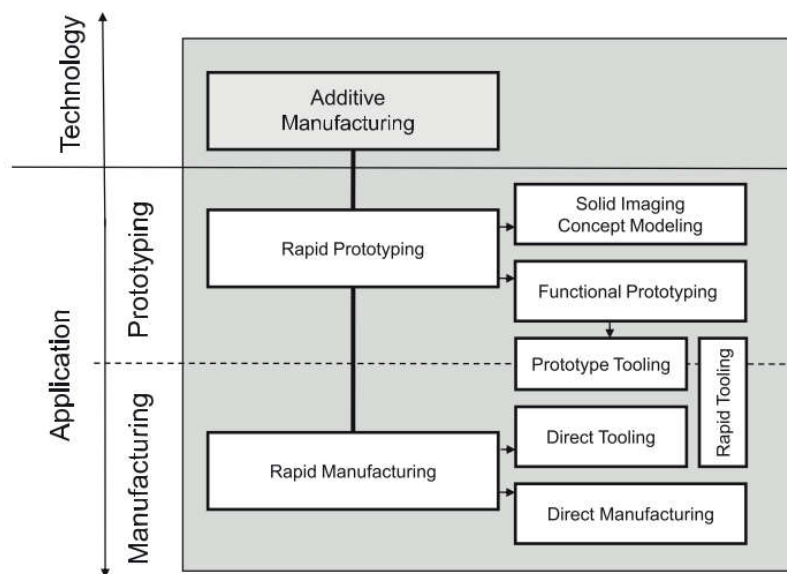 Technology
Additive
Manufacturing
Application
Prototyping
Rapid Prototyping
Solid Imaging
Concept Modeling
Functional Prototyping
Prototype Tooling
Rapid Tooling
Manufacturing
Rapid Manufacturing
Direct Tooling
Direct Manufacturing